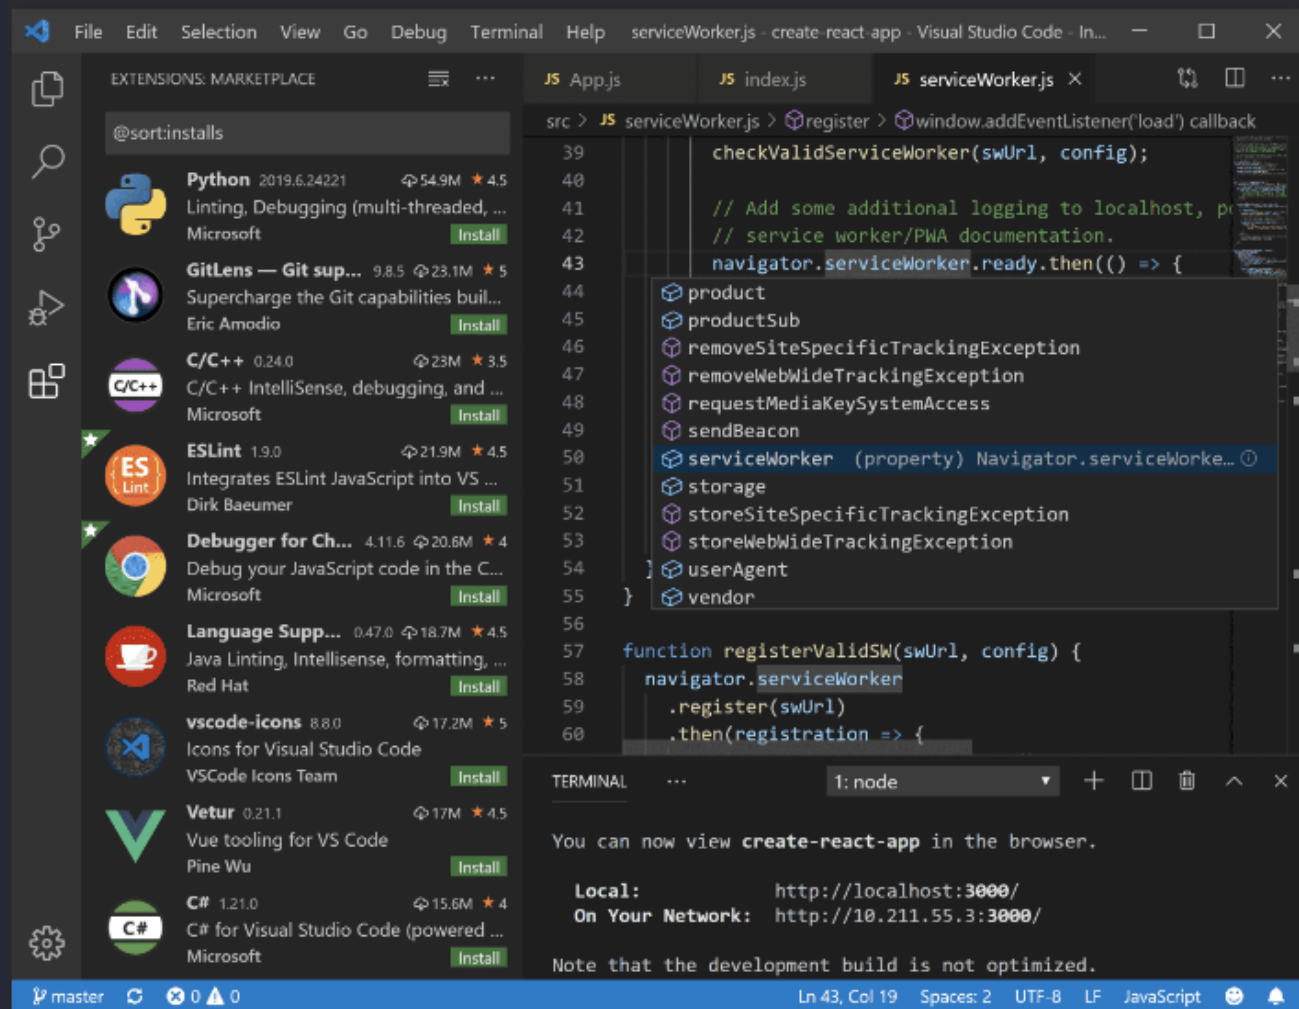 File Edit Selection View Go Debug Terminal Help serviceWorker.js - create-react-app - Visual Studio Code - In...
EXTENSIONS: MARKETPLACE
@sort:installs
Python 2019.6.24221 54.9M 4.5
Linting, Debugging (multi-threaded, ...
Microsoft Install
GitLens — Git sup... 9.8.5 23.1M 5
Supercharge the Git capabilities buil...
Eric Amodio Install
C/C++
C/C++ 0.24.0 23M 3.5
C/C++ IntelliSense, debugging, and ...
Microsoft Install
ES Lint
ESLint 1.9.0 21.9M 4.5
Integrates ESLint JavaScript into VS ...
Dirk Baeumer Install
Debugger for Ch... 4.11.6 20.6M 4
Debug your JavaScript code in the C...
Microsoft Install
Language Supp... 0.47.0 18.7M 4.5
Java Linting, Intellisense, formatting, ...
Red Hat Install
vscode-icons 8.8.0 17.2M 5
Icons for Visual Studio Code
VSCode Icons Team Install
Vetur 0.21.1 17M 4.5
Vue tooling for VS Code
Pine Wu Install
C#
C# 1.21.0 15.6M 4
C# for Visual Studio Code (powered ...
Microsoft Install
JS App.js JS index.js JS serviceWorker.js
src > JS serviceWorker.js > register > window.addEventListener('load') callback
39 checkValidServiceWorker(swUrl, config);
40
41 // Add some additional logging to localhost,
42 // service worker/PWA documentation.
43 navigator.serviceWorker.ready.then(() => {
44 product
45 productSub
46 removeSiteSpecificTrackingException
47 removeWebWideTrackingException
48 requestMediaKeySystemAccess
49 sendBeacon
50 serviceWorker (property) Navigator.serviceWorke...
51 storage
52 storeSiteSpecificTrackingException
53 storeWebWideTrackingException
54 userAgent
55 } vendor
56
57 function registerValidSW(swUrl, config) {
58 navigator.serviceWorker
59 .register(swUrl)
60 .then(registration => {
TERMINAL ... 1: node
You can now view create-react-app in the browser.
Local: http://localhost:3000/
On Your Network: http://10.211.55.3:3000/
Note that the development build is not optimized.
master 0 0 Ln 43, Col 19 Spaces: 2 UTF-8 LF JavaScript